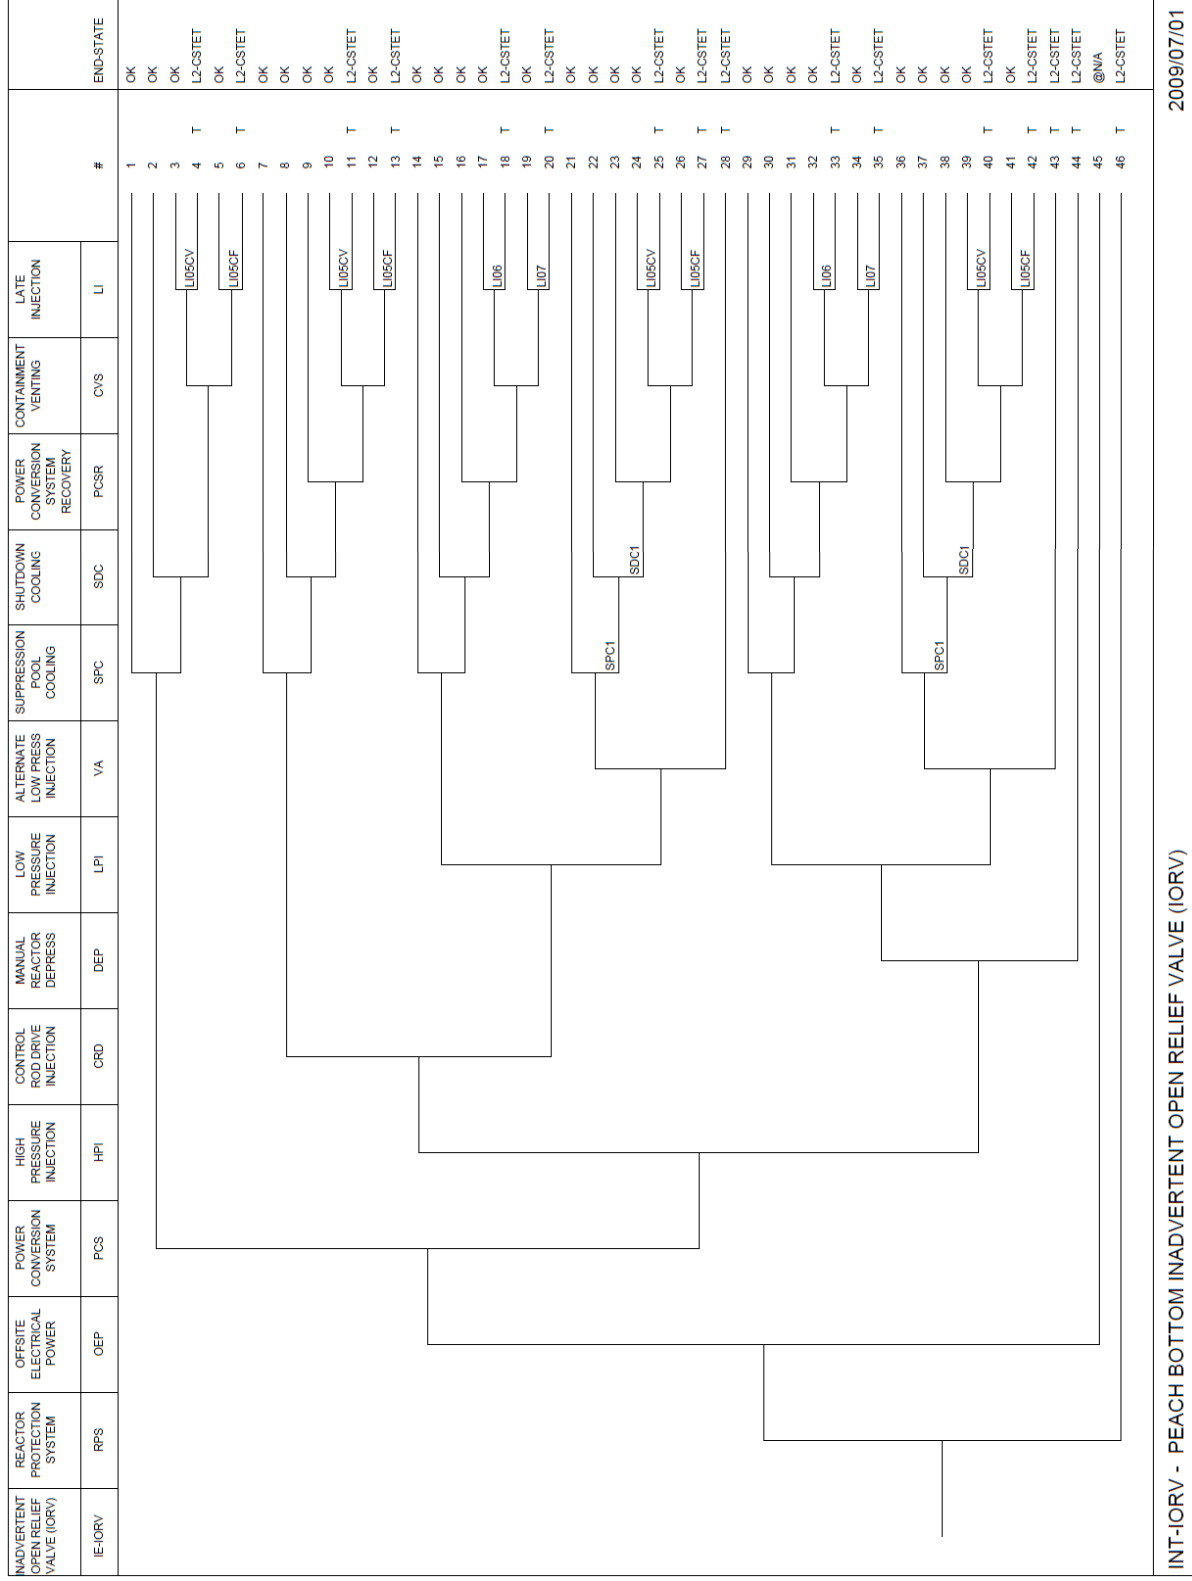 INADVERTENT
OPEN RELIEF
VALVE (IORV)
REACTOR
PROTECTION
SYSTEM
OFFSITE
ELECTRICAL
POWER
POWER
CONVERSION
SYSTEM
HIGH
PRESSURE
INJECTION
CONTROL
ROD DRIVE
INJECTION
MANUAL
REACTOR
DEPRESS
LOW
PRESSURE
INJECTION
ALTERNATE
LOW PRESS
INJECTION
SUPPRESSION
POOL
COOLING
SHUTDOWN
COOLING
POWER
CONVERSION
SYSTEM
RECOVERY
CONTAINMENT
VENTING
LATE
INJECTION
IE-IORV
RPS
OEP
PCS
HPI
CRD
DEP
LPI
VA
SPC
SDC
PCSR
CVS
LI
#
END-STATE
1 OK
2 OK
3 OK
LI05CV 4 T L2-CSTET
5 OK
LI05CF 6 T L2-CSTET
7 OK
8 OK
9 OK
10 OK
LI05CV 11 T L2-CSTET
12 OK
LI05CF 13 T L2-CSTET
14 OK
15 OK
16 OK
17 OK
LI06 18 T L2-CSTET
19 OK
LI07 20 T L2-CSTET
21 OK
22 OK
SPC1 23 OK
SDC1 24 OK
LI05CV 25 T L2-CSTET
26 OK
LI05CF 27 T L2-CSTET
28 T L2-CSTET
29 OK
30 OK
31 OK
32 OK
LI06 33 T L2-CSTET
34 OK
LI07 35 T L2-CSTET
36 OK
37 OK
SPC1 38 OK
SDC1 39 OK
LI05CV 40 T L2-CSTET
41 OK
LI05CF 42 T L2-CSTET
43 T L2-CSTET
44 T L2-CSTET
45 @N/A
46 T L2-CSTET
INT-IORV - PEACH BOTTOM INADVERTENT OPEN RELIEF VALVE (IORV) 2009/07/01